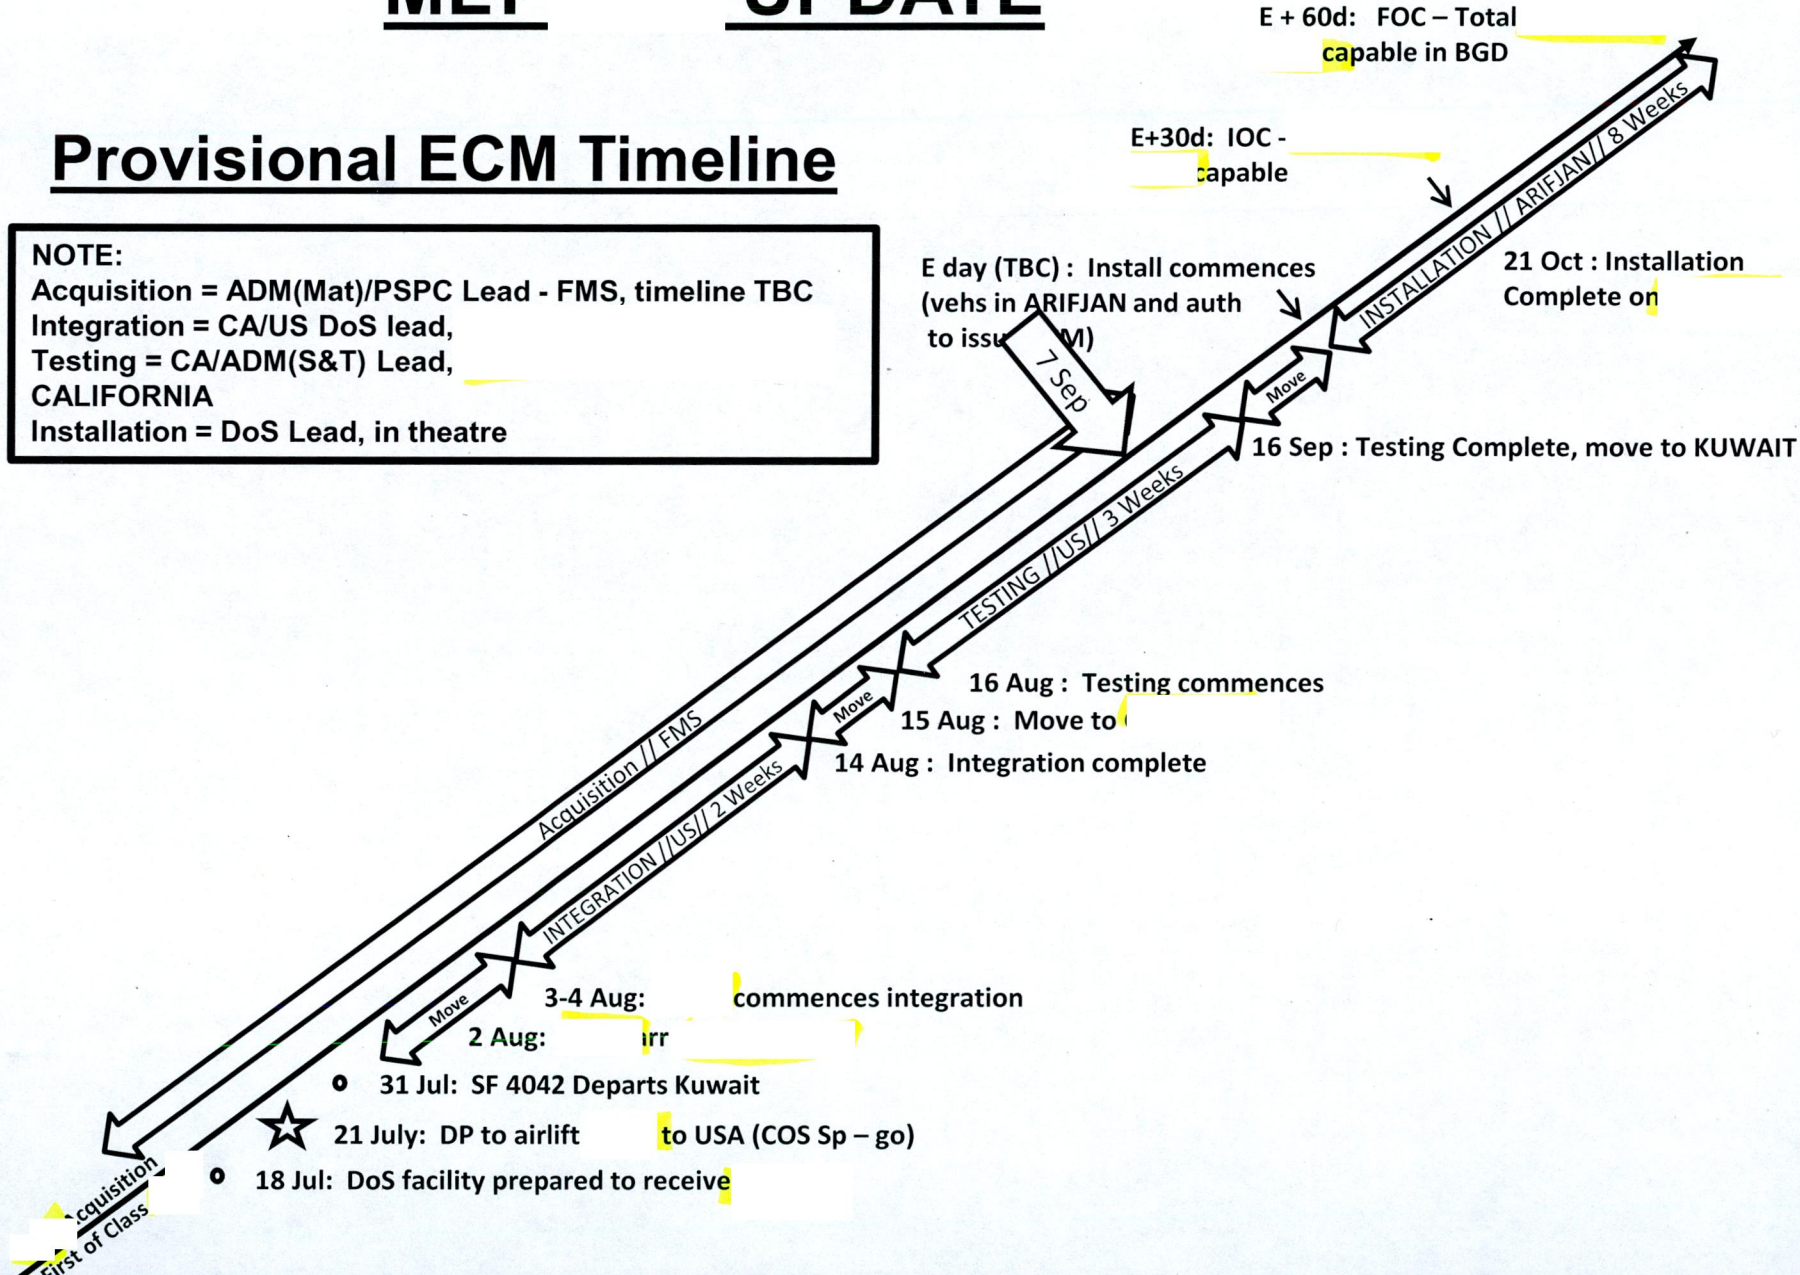 UPDATE
E + 60d: FOC – Total
capable in BGD
Provisional ECM Timeline
E+30d: IOC -
capable
NOTE:
Acquisition = ADM(Mat)/PSPC Lead - FMS, timeline TBC
Integration = CA/US DoS lead,
Testing = CA/ADM(S&T) Lead,
CALIFORNIA
Installation = DoS Lead, in theatre
E day (TBC) : Install commences
(vehs in ARIFJAN and auth
to
7 Sep
INSTALLATION // ARIFJAN// 8 Weeks
21 Oct : Installation
Complete on
Move
16 Sep : Testing Complete, move to KUWAIT
TESTING //US// 3 Weeks
16 Aug : Testing commences
15 Aug : Move to
Move
14 Aug : Integration complete
Acquisition // FMS
INTEGRATION //US// 2 Weeks
Move
3-4 Aug: commences integration
2 Aug: arr
31 Jul: SF 4042 Departs Kuwait
21 July: DP to airlift to USA (COS Sp – go)
18 Jul: DoS facility prepared to receive
Acquisition
First of Class